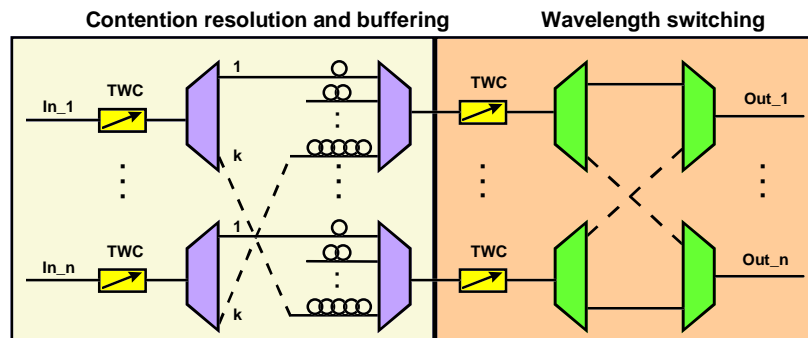 Contention resolution and buffering
Wavelength switching
1
TWC
In_1
k
TWC
Out_1
1
TWC
In_n
k
TWC
Out_n